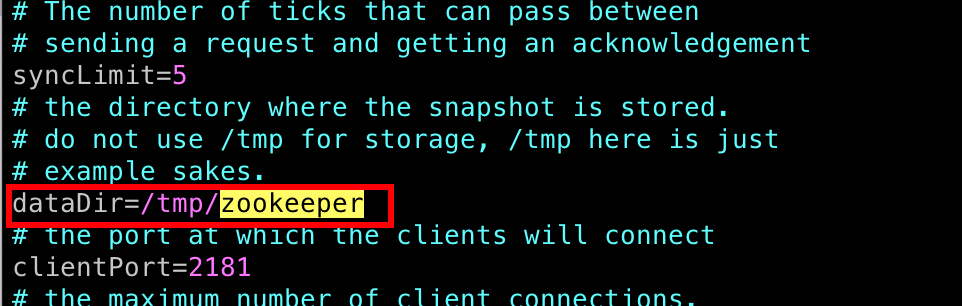 # The number of ticks that can pass between
# sending a request and getting an acknowledgement
syncLimit=5
# the directory where the snapshot is stored.
# do not use /tmp for storage, /tmp here is just
# example sakes.
dataDir=/tmp/zookeeper
# the port at which the clients will connect
clientPort=2181
# the maximum number of client connections.